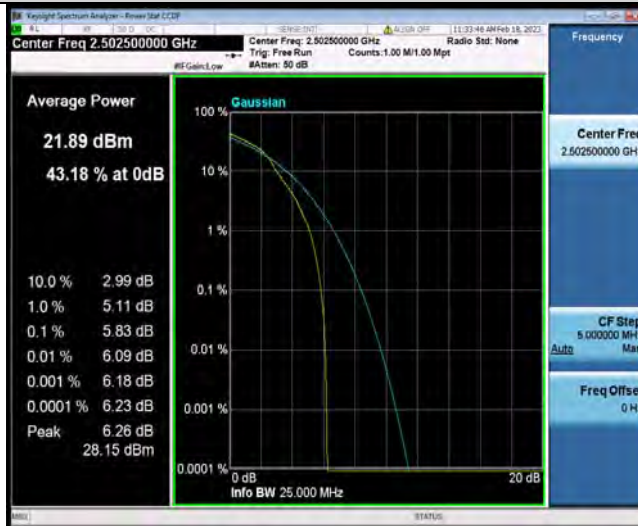 Keysight Spectrum Analyzer - Power Stat CCDF
RL RF 50 Ω DC SENSE:INT ALIGN OFF 11:33:46 AM Feb 18, 2023
Center Freq 2.502500000 GHz
Center Freq: 2.502500000 GHz Radio Std: None
Trig: Free Run Counts:1.00 M/1.00 Mpt
#IFGain:Low #Atten: 50 dB
Frequency
Average Power
21.89 dBm
43.18 % at 0dB
10.0 % 2.99 dB
1.0 % 5.11 dB
0.1 % 5.83 dB
0.01 % 6.09 dB
0.001 % 6.18 dB
0.0001 % 6.23 dB
Peak 6.26 dB
28.15 dBm
Gaussian
100 %
10 %
1 %
0.1 %
0.01 %
0.001 %
0.0001 %
0 dB 20 dB
Info BW 25.000 MHz
Center Freq
2.502500000 GH
CF Step
5.000000 MH
Auto Ma
Freq Offse
0 H
MSG STATUS